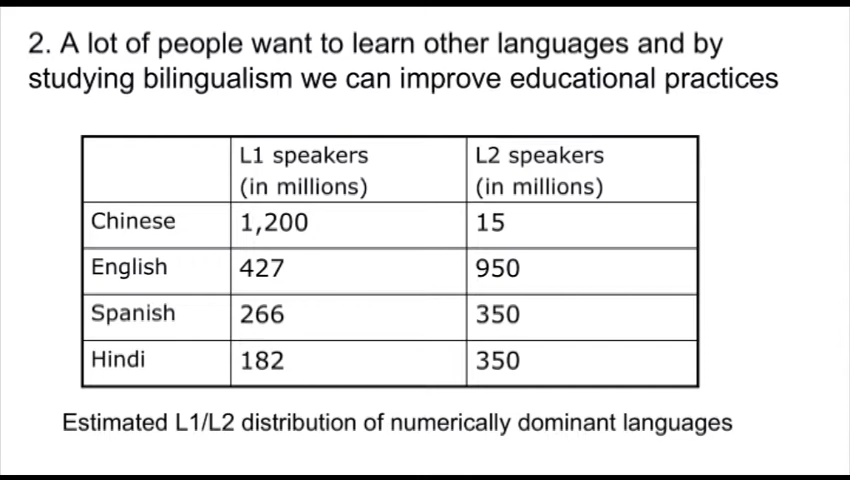 2. A lot of people want to learn other languages and by
studying bilingualism we can improve educational practices
L1 speakers (in millions) L2 speakers (in millions)
Chinese 1,200 15
English 427 950
Spanish 266 350
Hindi 182 350
Estimated L1/L2 distribution of numerically dominant languages